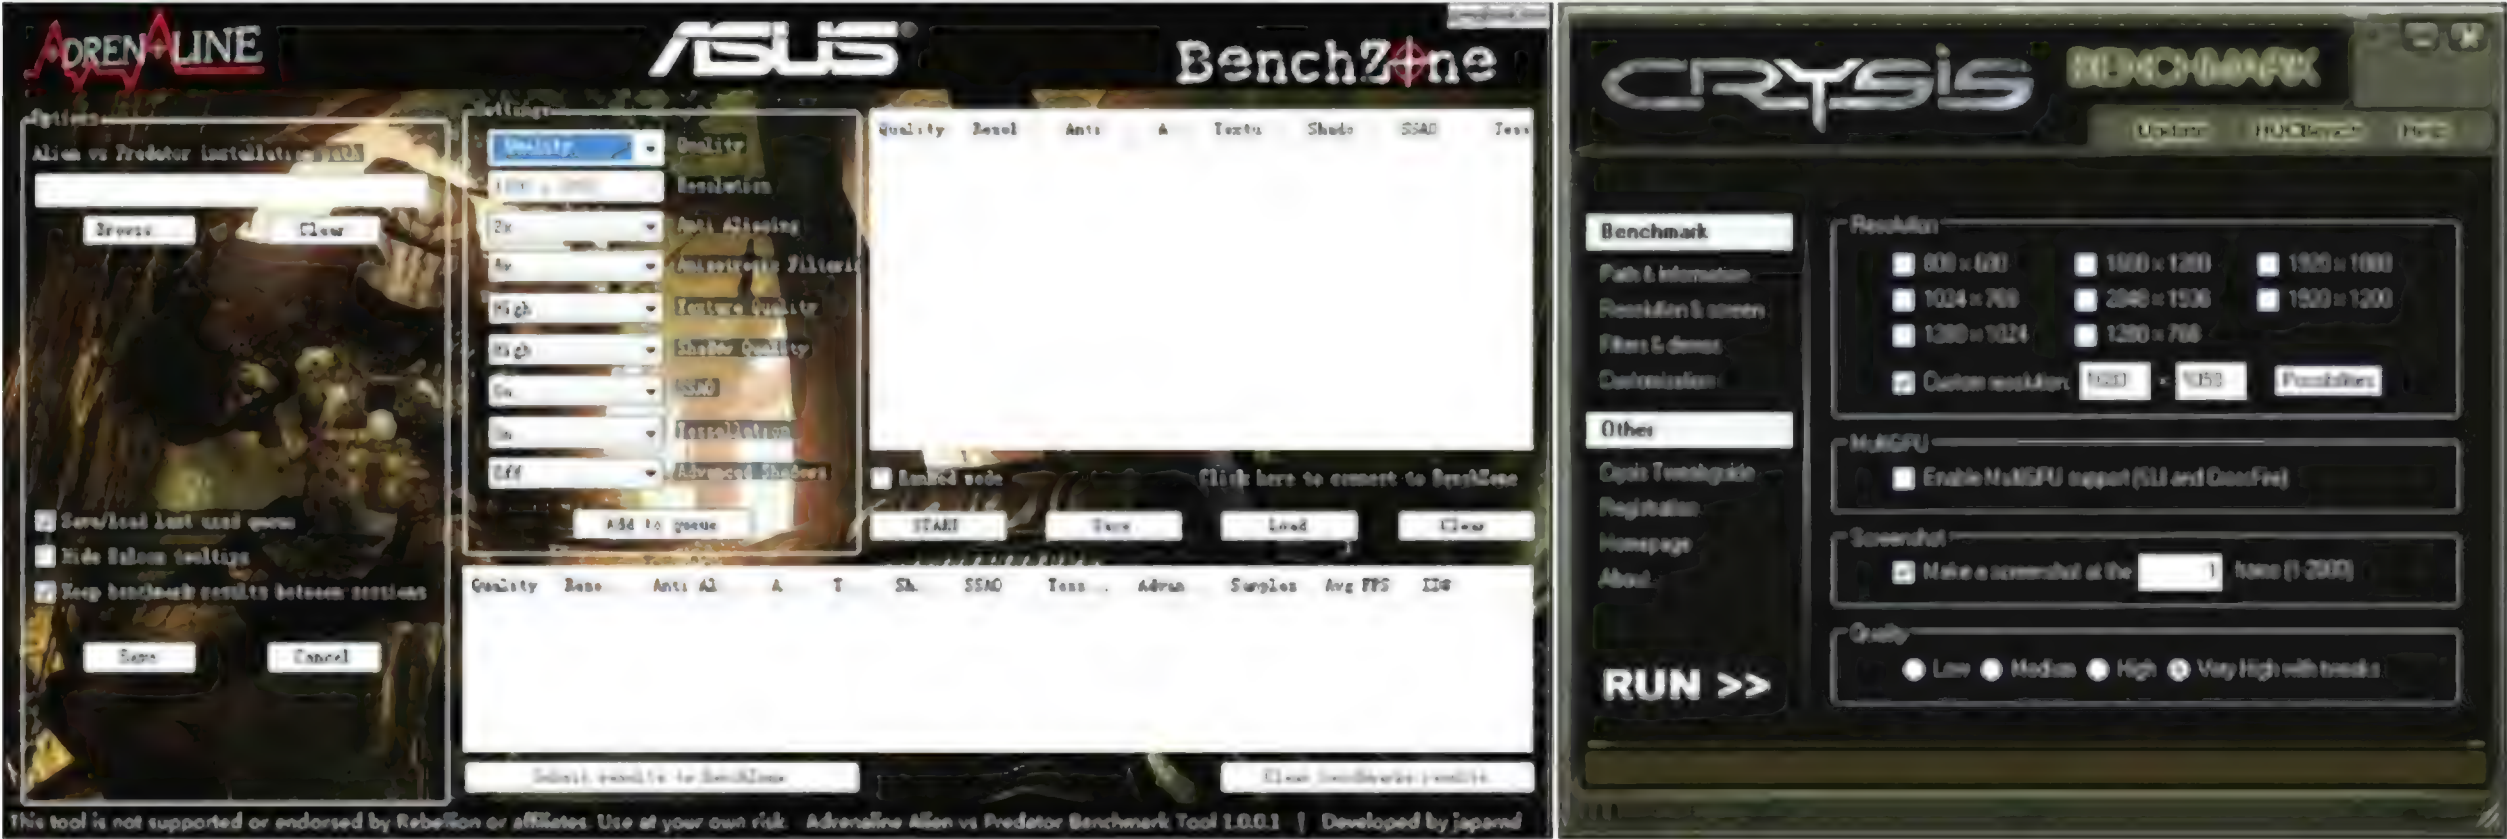 ADRENALINE
ASUS
BenchZone
Options
Alien vs Predator installation path
Browse
Clear
Save/load last used queue
Hide Baloon tooltips
Keep benchmark results between sessions
Save
Cancel
Settings
Quality Quality
Resolution
2x Anti Aliasing
Anisotropic Filteri
High Texture Quality
High Shadow Quality
On SSAO
On Tessellation
Off Advanced Shaders
Add to queue
Quality Resol Anti A Textu Shado SSAO Tess
Ranked mode
Click here to connect to BenchZone
START Save Load Clear
Quality Reso Anti Al A T Sh. SSAO Tess .. Advan Samples Avg FPS ID#
Submit results to BenchZone
Clear benchmarks results
This tool is not supported or endorsed by Rebellion or affiliates. Use at your own risk. Adrenaline Alien vs Predator Benchmark Tool 1.0.0.1 | Developed by japamd
CRYSIS BENCHMARK
Update HOCBench Help
Benchmark
Path & Information
Resolution & screen
Filters & demos
Customization
Other
Crysis Tweakguide
Registration
Homepage
About...
RUN >>
Resolution
800 x 600 1600 x 1200 1920 x 1080
1024 x 768 2048 x 1536 1920 x 1200
1280 x 1024 1280 x 768
Custom resolution: x 1050 Possibilities
MultiGPU
Enable MultiGPU support (SLI and CrossFire)
Screenshot
Make a screenshot at the 1 frame (1-2000)
Quality
Low Medium High Very High with tweaks